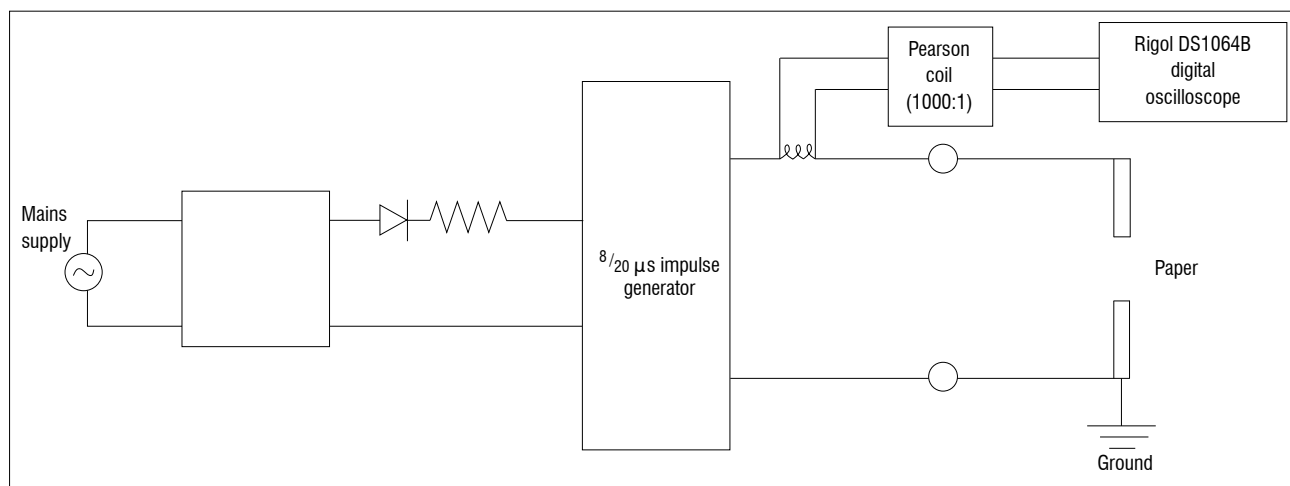 Mains
supply
8/20 µs impulse
generator
Pearson
coil
(1000:1)
Rigol DS1064B
digital
oscilloscope
Paper
Ground